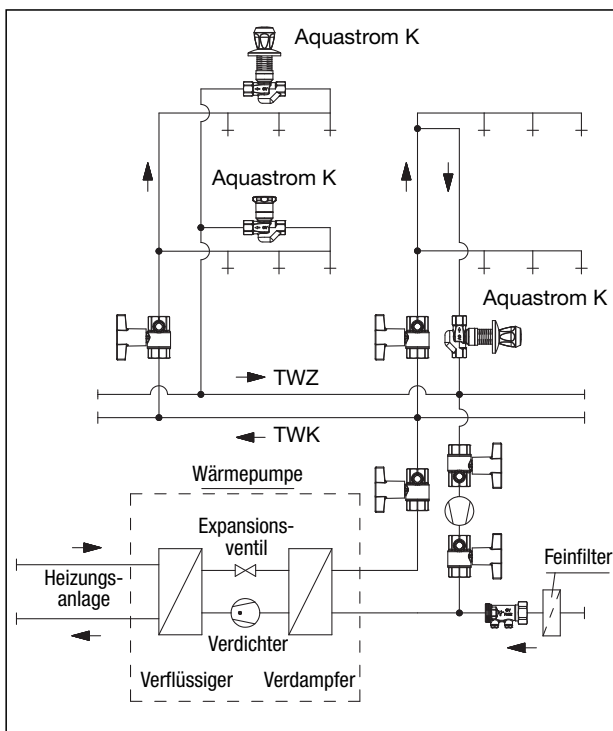 Aquastrom K
Aquastrom K
Aquastrom K
TWZ
TWK
Wärmepumpe
Expansions-
ventil
Heizungs-
anlage
Feinfilter
Verdichter
Verflüssiger
Verdampfer